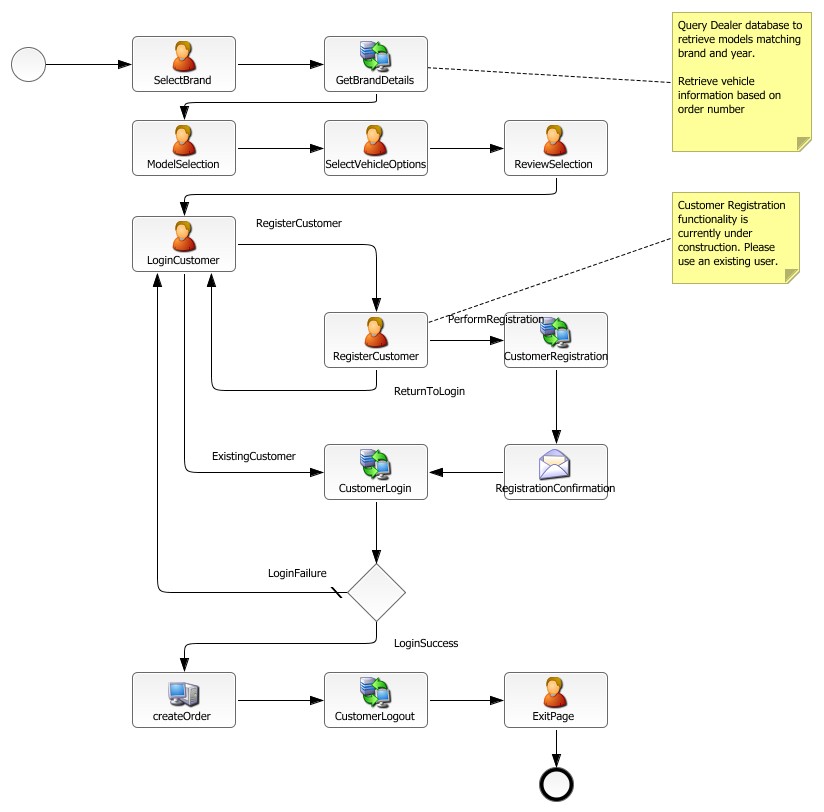 Query Dealer database to
retrieve models matching
brand and year.
Retrieve vehicle
information based on
order number
SelectBrand
GetBrandDetails
ModelSelection
SelectVehicleOptions
ReviewSelection
Customer Registration
functionality is
currently under
construction. Please
use an existing user.
RegisterCustomer
LoginCustomer
PerformRegistration
RegisterCustomer
CustomerRegistration
ReturnToLogin
ExistingCustomer
CustomerLogin
RegistrationConfirmation
LoginFailure
LoginSuccess
createOrder
CustomerLogout
ExitPage